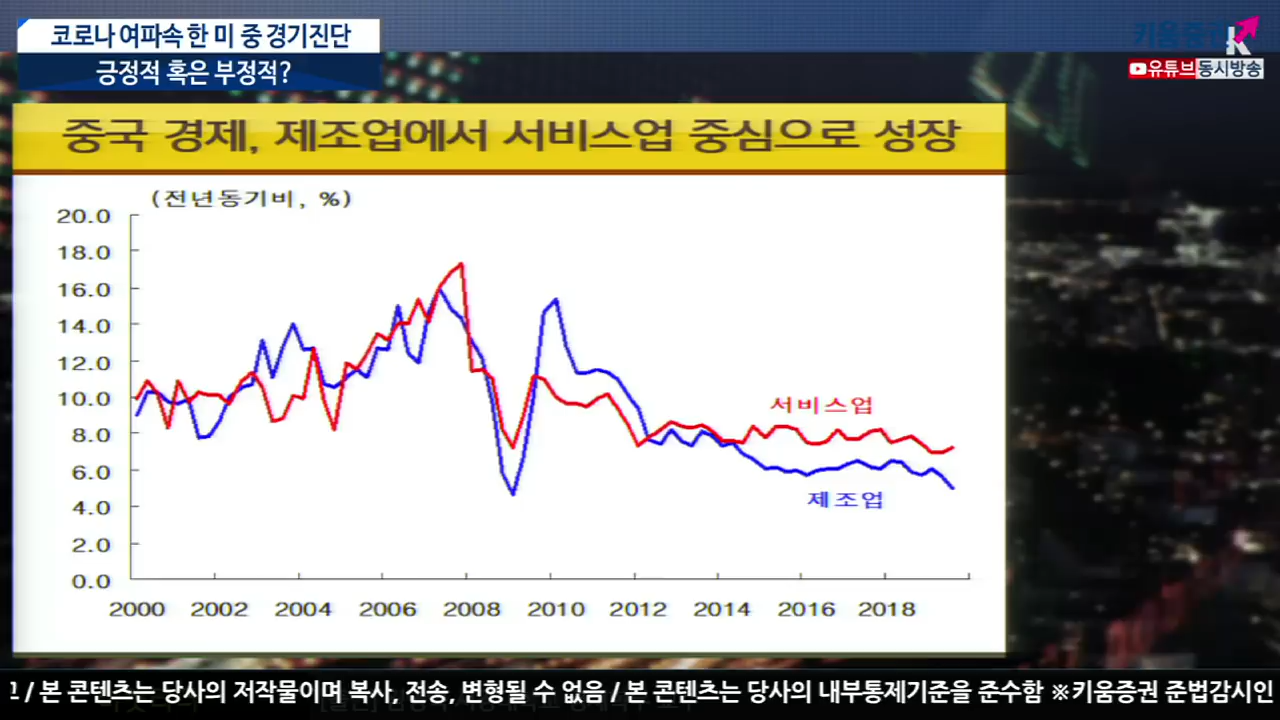 코로나 여파속 한 미 중 경기진단
긍정적 혹은 부정적?
키움증권
유튜브 동시방송
중국 경제, 제조업에서 서비스업 중심으로 성장
(전년동기비, %)
20.0
18.0
16.0
14.0
12.0
10.0
8.0
6.0
4.0
2.0
0.0
서비스업
제조업
2000 2002 2004 2006 2008 2010 2012 2014 2016 2018
/ 본 콘텐츠는 당사의 저작물이며 복사, 전송, 변형될 수 없음 / 본 콘텐츠는 당사의 내부통제기준을 준수함 ※키움증권 준법감시인